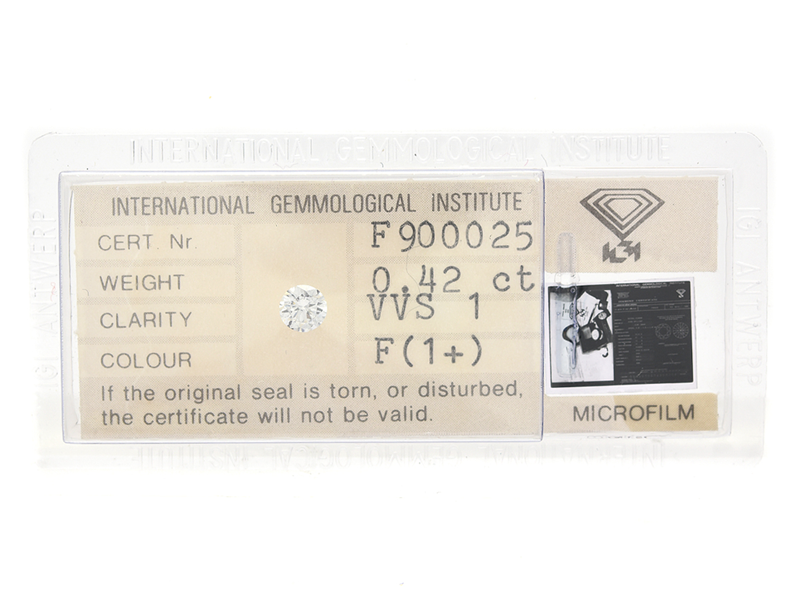 INTERNATIONAL GEMMOLOGICAL INSTITUTE
INTERNATIONAL GEMMOLOGICAL INSTITUTE
CERT. Nr. F900025
WEIGHT 0.42 ct
CLARITY VVS 1
COLOUR F(1+)
If the original seal is torn, or disturbed,
the certificate will not be valid.
MICROFILM
IGI ANTWERP
IGI ANTWERP